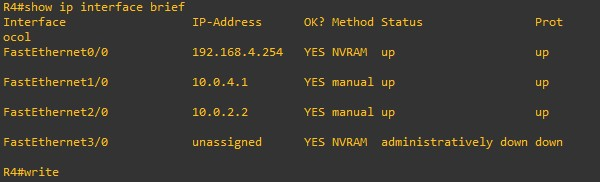 R4#show ip interface brief
Interface IP-Address OK? Method Status Prot
ocol
FastEthernet0/0 192.168.4.254 YES NVRAM up up
FastEthernet1/0 10.0.4.1 YES manual up up
FastEthernet2/0 10.0.2.2 YES manual up up
FastEthernet3/0 unassigned YES NVRAM administratively down down
R4#write